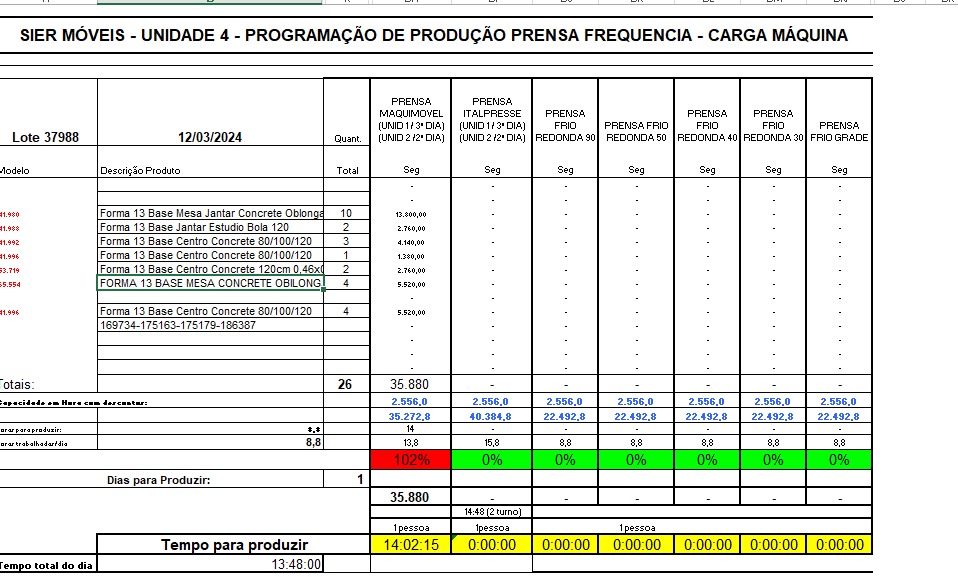 SIER MÓVEIS - UNIDADE 4 - PROGRAMAÇÃO DE PRODUÇÃO PRENSA FREQUENCIA - CARGA MÁQUINA
Lote 37988 12/03/2024 Quant. PRENSA MAQUIMOVEL (UNID 1 / 3ª DIA) (UNID 2 /2ª DIA) PRENSA ITALPRESSE (UNID 1 / 3ª DIA) (UNID 2 /2ª DIA) PRENSA FRIO REDONDA 90 PRENSA FRIO REDONDA 50 PRENSA FRIO REDONDA 40 PRENSA FRIO REDONDA 30 PRENSA FRIO GRADE
Modelo Descrição Produto Total Seg Seg Seg Seg Seg Seg Seg
- - - - - - -
- - - - - - -
41.980 Forma 13 Base Mesa Jantar Concrete Oblonga 10 13.800,00 - - - - - -
41.988 Forma 13 Base Jantar Estudio Bola 120 2 2.760,00 - - - - - -
41.992 Forma 13 Base Centro Concrete 80/100/120 3 4.140,00 - - - - - -
41.996 Forma 13 Base Centro Concrete 80/100/120 1 1.380,00 - - - - - -
53.719 Forma 13 Base Centro Concrete 120cm 0,46x0 2 2.760,00 - - - - - -
55.554 FORMA 13 BASE MESA CONCRETE OBILONG 4 5.520,00 - - - - - -
- - - - - - -
41.996 Forma 13 Base Centro Concrete 80/100/120 4 5.520,00 - - - - - -
169734-175163-175179-186387 - - - - - - -
- - - - - - -
- - - - - - -
- - - - - - -
Totais: 26 35.880 - - - - - -
Capacidade em Hora com descontar: 2.556,0 2.556,0 2.556,0 2.556,0 2.556,0 2.556,0 2.556,0
35.272,8 40.384,8 22.492,8 22.492,8 22.492,8 22.492,8 22.492,8
oras para produzir: 8,8 14 - - - - - -
oras trabalhadas/dia 8,8 13,8 15,8 8,8 8,8 8,8 8,8 8,8
102% 0% 0% 0% 0% 0% 0%
Dias para Produzir: 1
35.880 - - - - - -
14:48 (2 turno)
1pessoa 1pessoa 1pessoa
Tempo para produzir 14:02:15 0:00:00 0:00:00 0:00:00 0:00:00 0:00:00 0:00:00
Tempo total do dia 13:48:00